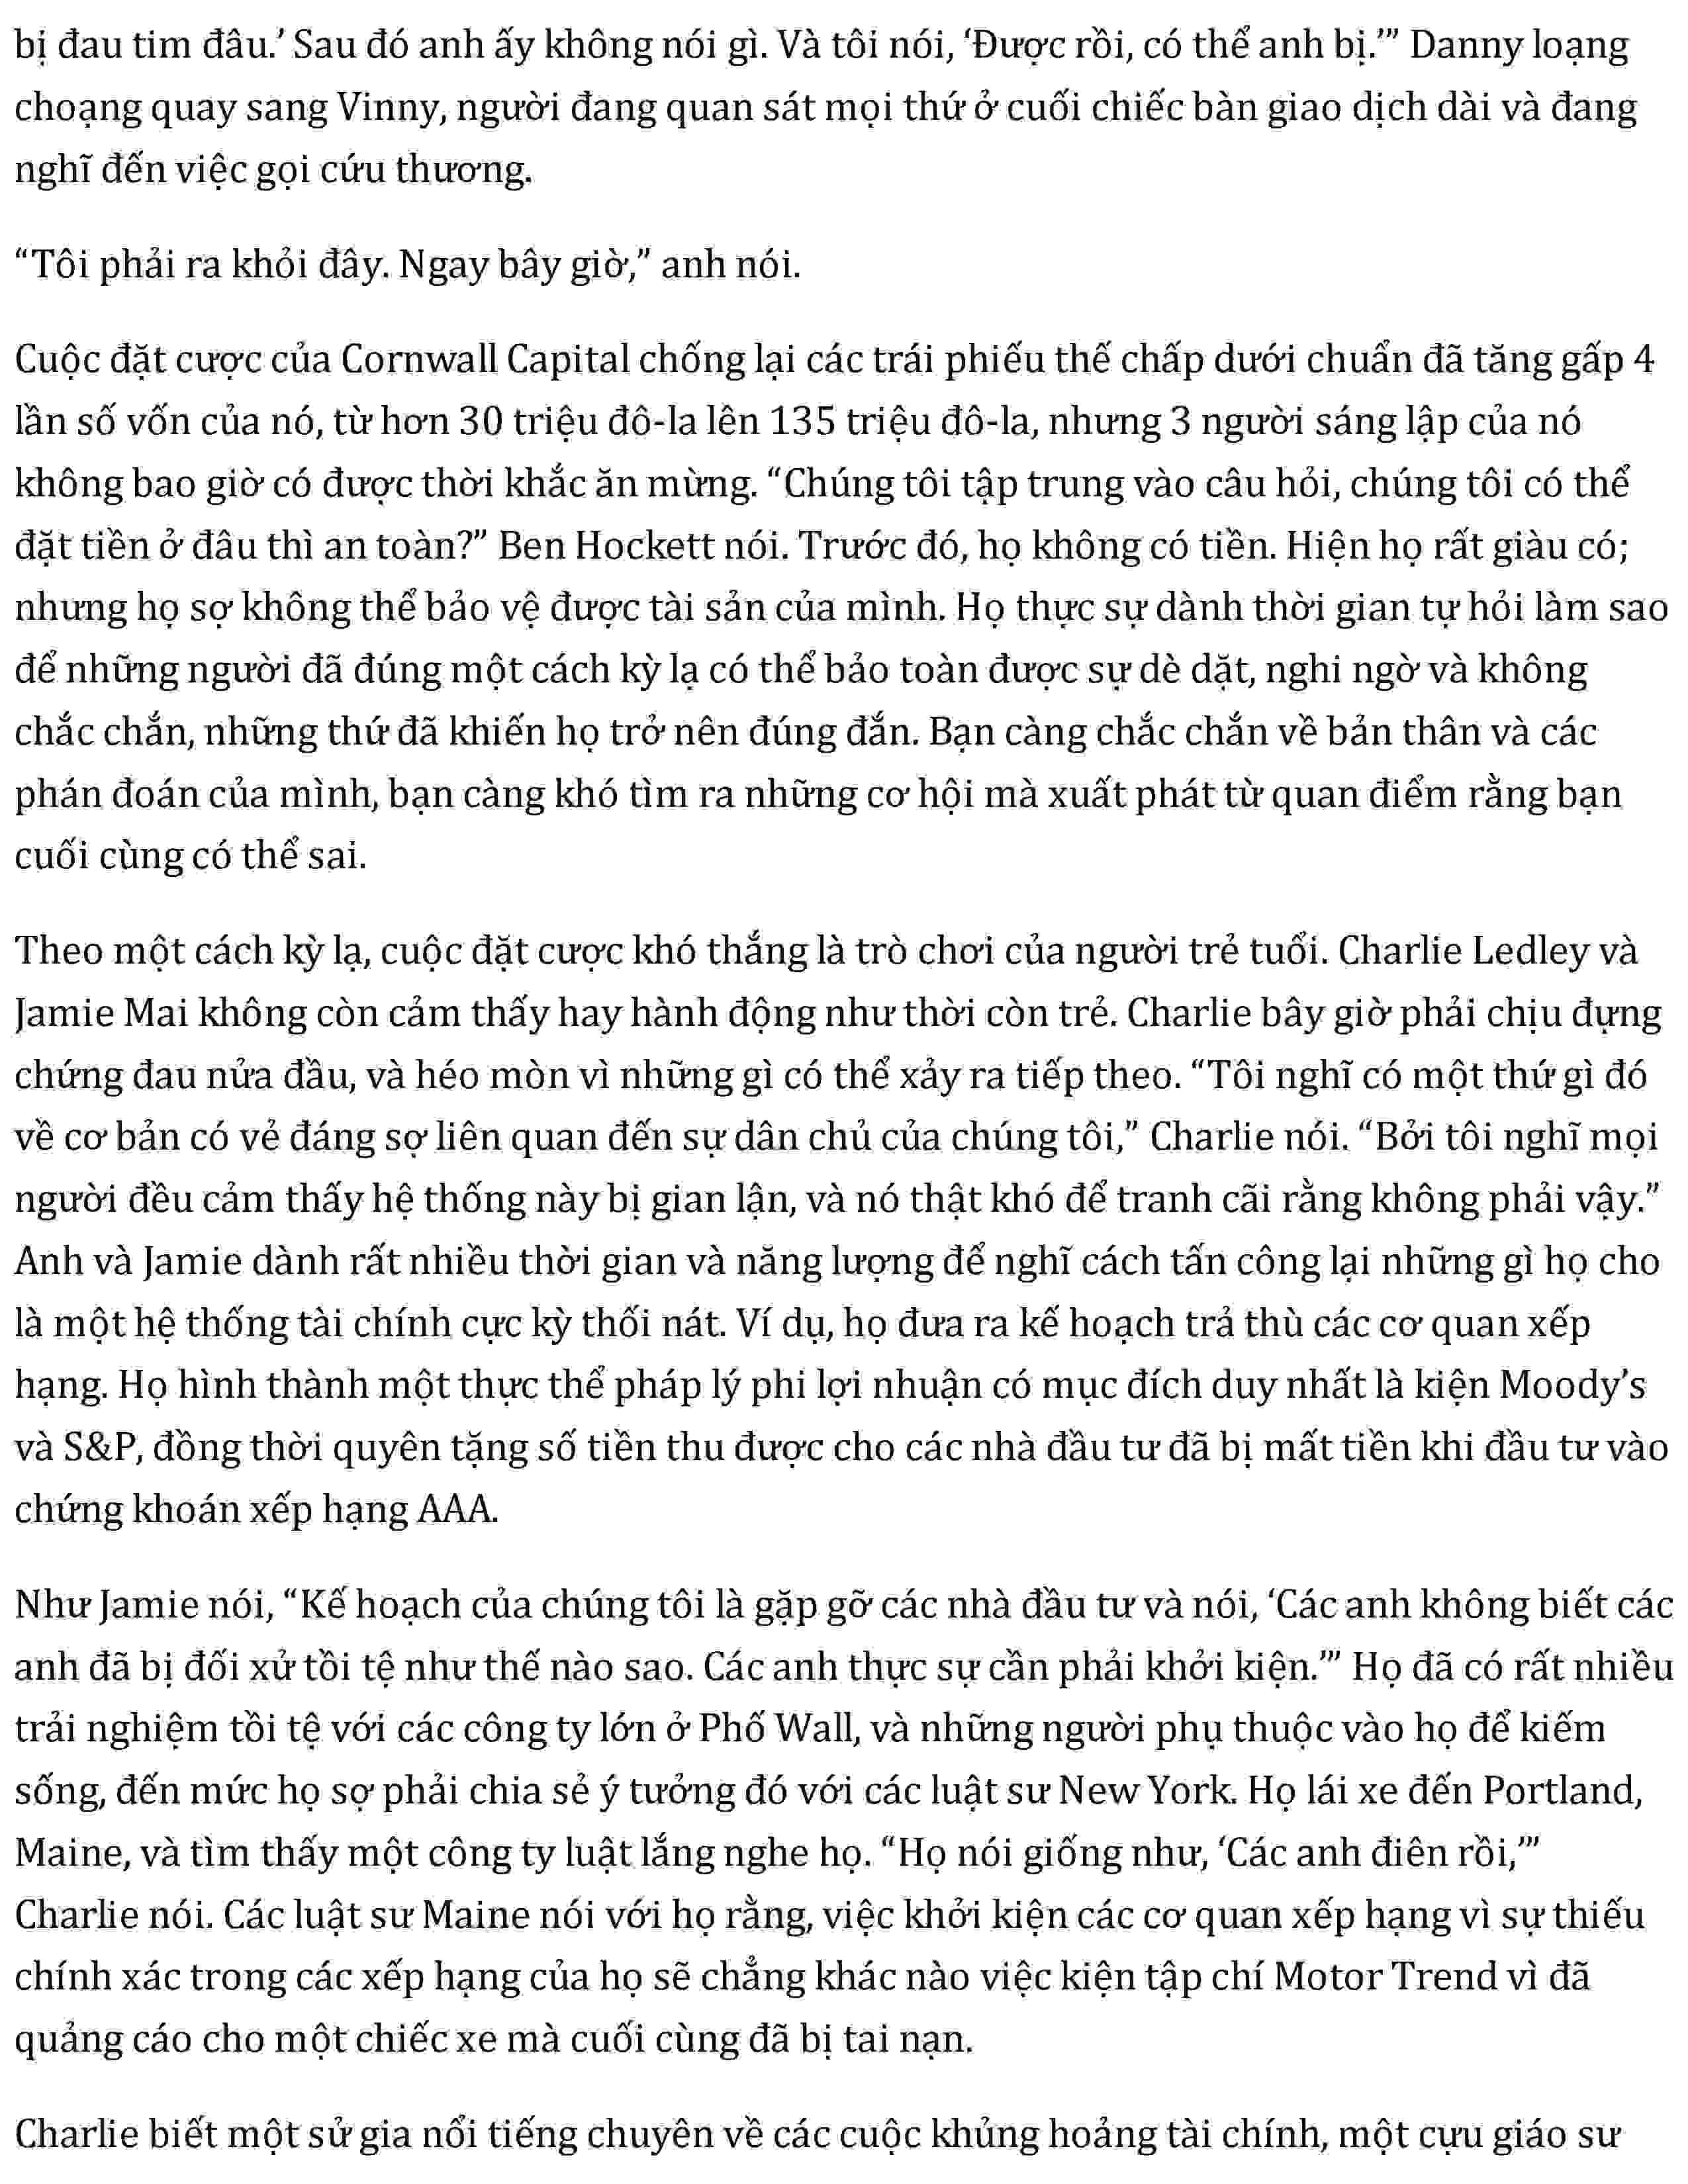 bị đau tim đâu.’ Sau đó anh ấy không nói gì. Và tôi nói, ‘Được rồi, có thể anh bị.’” Danny loạng
choạng quay sang Vinny, người đang quan sát mọi thứ ở cuối chiếc bàn giao dịch dài và đang
nghĩ đến việc gọi cứu thương.
“Tôi phải ra khỏi đây. Ngay bây giờ,” anh nói.
Cuộc đặt cược của Cornwall Capital chống lại các trái phiếu thế chấp dưới chuẩn đã tăng gấp 4
lần số vốn của nó, từ hơn 30 triệu đô-la lên 135 triệu đô-la, nhưng 3 người sáng lập của nó
không bao giờ có được thời khắc ăn mừng. “Chúng tôi tập trung vào câu hỏi, chúng tôi có thể
đặt tiền ở đâu thì an toàn?” Ben Hockett nói. Trước đó, họ không có tiền. Hiện họ rất giàu có;
nhưng họ sợ không thể bảo vệ được tài sản của mình. Họ thực sự dành thời gian tự hỏi làm sao
để những người đã đúng một cách kỳ lạ có thể bảo toàn được sự dè dặt, nghi ngờ và không
chắc chắn, những thứ đã khiến họ trở nên đúng đắn. Bạn càng chắc chắn về bản thân và các
phán đoán của mình, bạn càng khó tìm ra những cơ hội mà xuất phát từ quan điểm rằng bạn
cuối cùng có thể sai.
Theo một cách kỳ lạ, cuộc đặt cược khó thắng là trò chơi của người trẻ tuổi. Charlie Ledley và
Jamie Mai không còn cảm thấy hay hành động như thời còn trẻ. Charlie bây giờ phải chịu đựng
chứng đau nửa đầu, và héo mòn vì những gì có thể xảy ra tiếp theo. “Tôi nghĩ có một thứ gì đó
về cơ bản có vẻ đáng sợ liên quan đến sự dân chủ của chúng tôi,” Charlie nói. “Bởi tôi nghĩ mọi
người đều cảm thấy hệ thống này bị gian lận, và nó thật khó để tranh cãi rằng không phải vậy.”
Anh và Jamie dành rất nhiều thời gian và năng lượng để nghĩ cách tấn công lại những gì họ cho
là một hệ thống tài chính cực kỳ thối nát. Ví dụ, họ đưa ra kế hoạch trả thù các cơ quan xếp
hạng. Họ hình thành một thực thể pháp lý phi lợi nhuận có mục đích duy nhất là kiện Moody’s
và S&P, đồng thời quyên tặng số tiền thu được cho các nhà đầu tư đã bị mất tiền khi đầu tư vào
chứng khoán xếp hạng AAA.
Như Jamie nói, “Kế hoạch của chúng tôi là gặp gỡ các nhà đầu tư và nói, ‘Các anh không biết các
anh đã bị đối xử tồi tệ như thế nào sao. Các anh thực sự cần phải khởi kiện.’” Họ đã có rất nhiều
trải nghiệm tồi tệ với các công ty lớn ở Phố Wall, và những người phụ thuộc vào họ để kiếm
sống, đến mức họ sợ phải chia sẻ ý tưởng đó với các luật sư New York. Họ lái xe đến Portland,
Maine, và tìm thấy một công ty luật lắng nghe họ. “Họ nói giống như, ‘Các anh điên rồi,’”
Charlie nói. Các luật sư Maine nói với họ rằng, việc khởi kiện các cơ quan xếp hạng vì sự thiếu
chính xác trong các xếp hạng của họ sẽ chẳng khác nào việc kiện tập chí Motor Trend vì đã
quảng cáo cho một chiếc xe mà cuối cùng đã bị tai nạn.
Charlie biết một sử gia nổi tiếng chuyên về các cuộc khủng hoảng tài chính, một cựu giáo sư